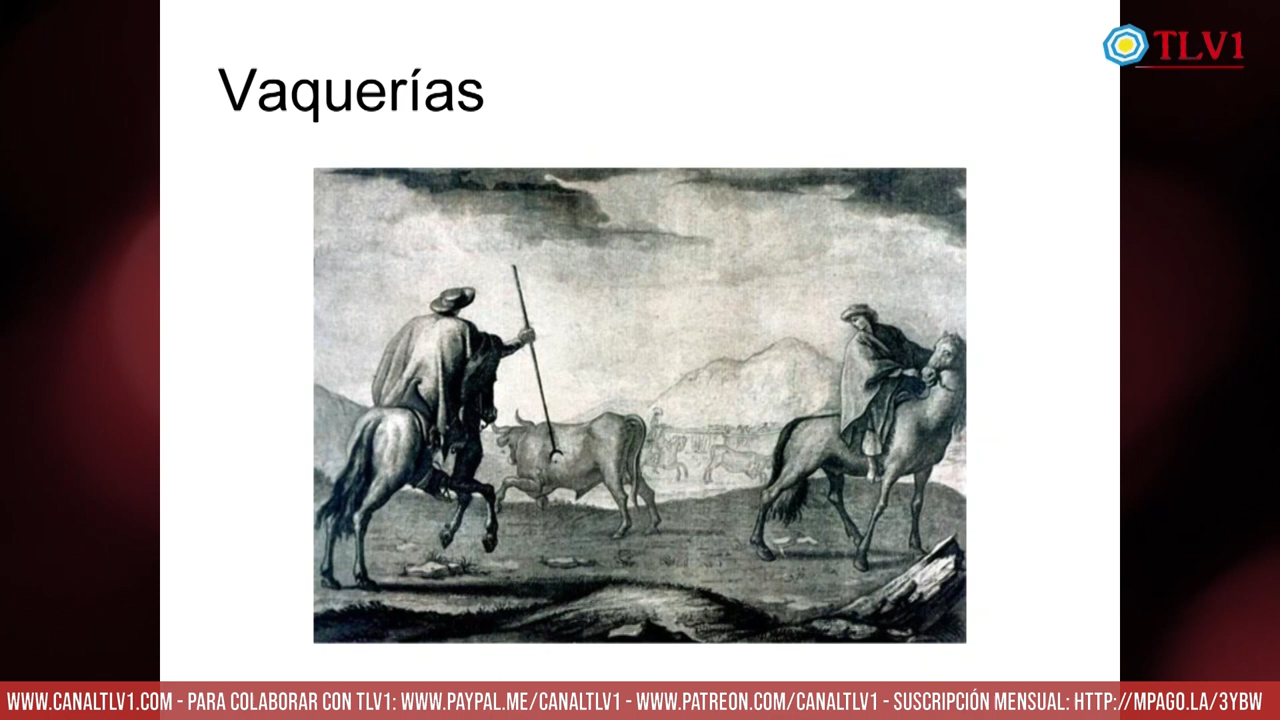 Vaquerías
TLV1
WWW.CANALTLV1.COM - PARA COLABORAR CON TLV1: WWW.PAYPAL.ME/CANALTLV1 - WWW.PATREON.COM/CANALTLV1 - SUSCRIPCIÓN MENSUAL: HTTP://MPAGO.LA/3YBW